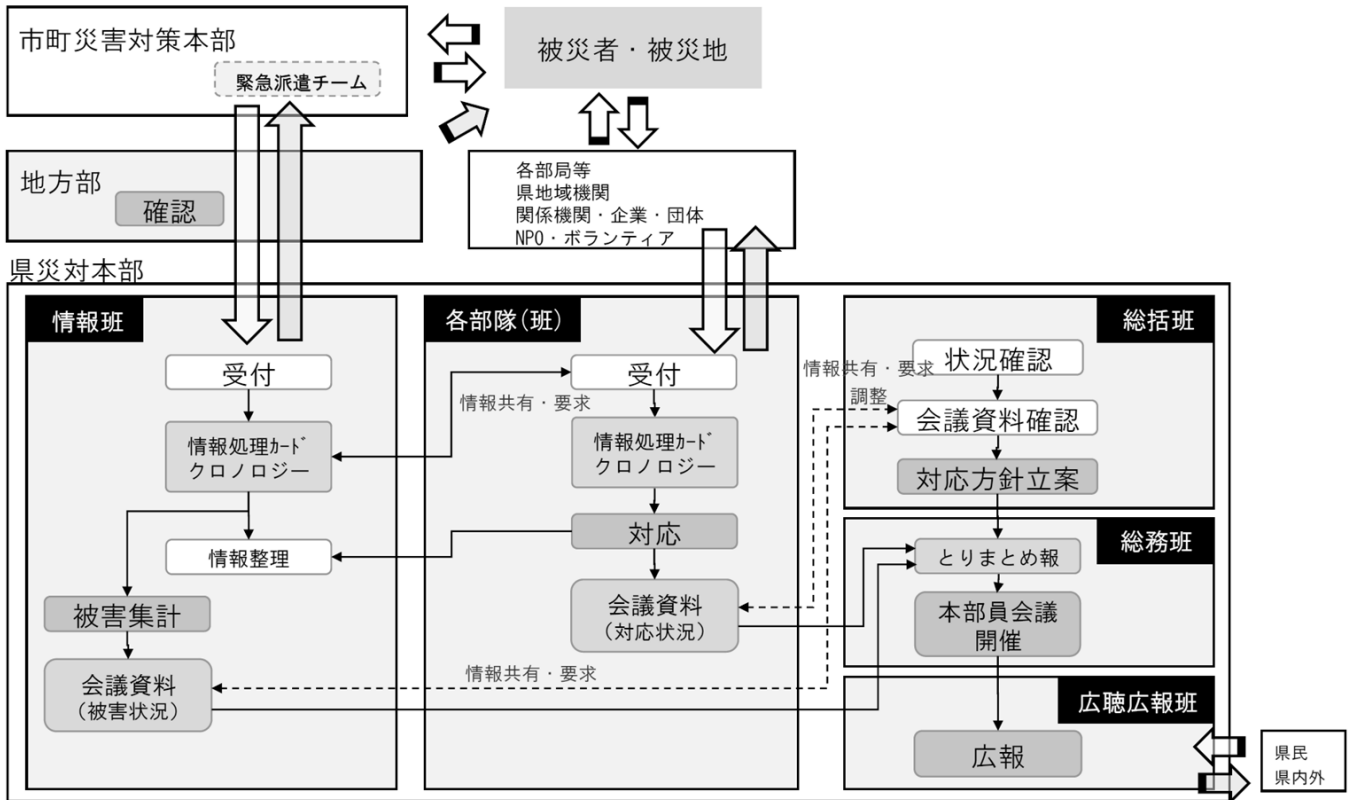 市町災害対策本部
緊急派遣チーム
被災者・被災地
地方部
確認
各部局等
県地域機関
関係機関・企業・団体
NPO・ボランティア
県災対本部
情報班
受付
情報処理ｶｰﾄﾞ
クロノロジー
情報整理
被害集計
会議資料
（被害状況）
各部隊（班）
受付
情報共有・要求
情報処理ｶｰﾄﾞ
クロノロジー
対応
会議資料
（対応状況）
情報共有・要求
総括班
状況確認
情報共有・要求
調整
会議資料確認
対応方針立案
総務班
とりまとめ報
本部員会議
開催
広聴広報班
広報
県民
県内外